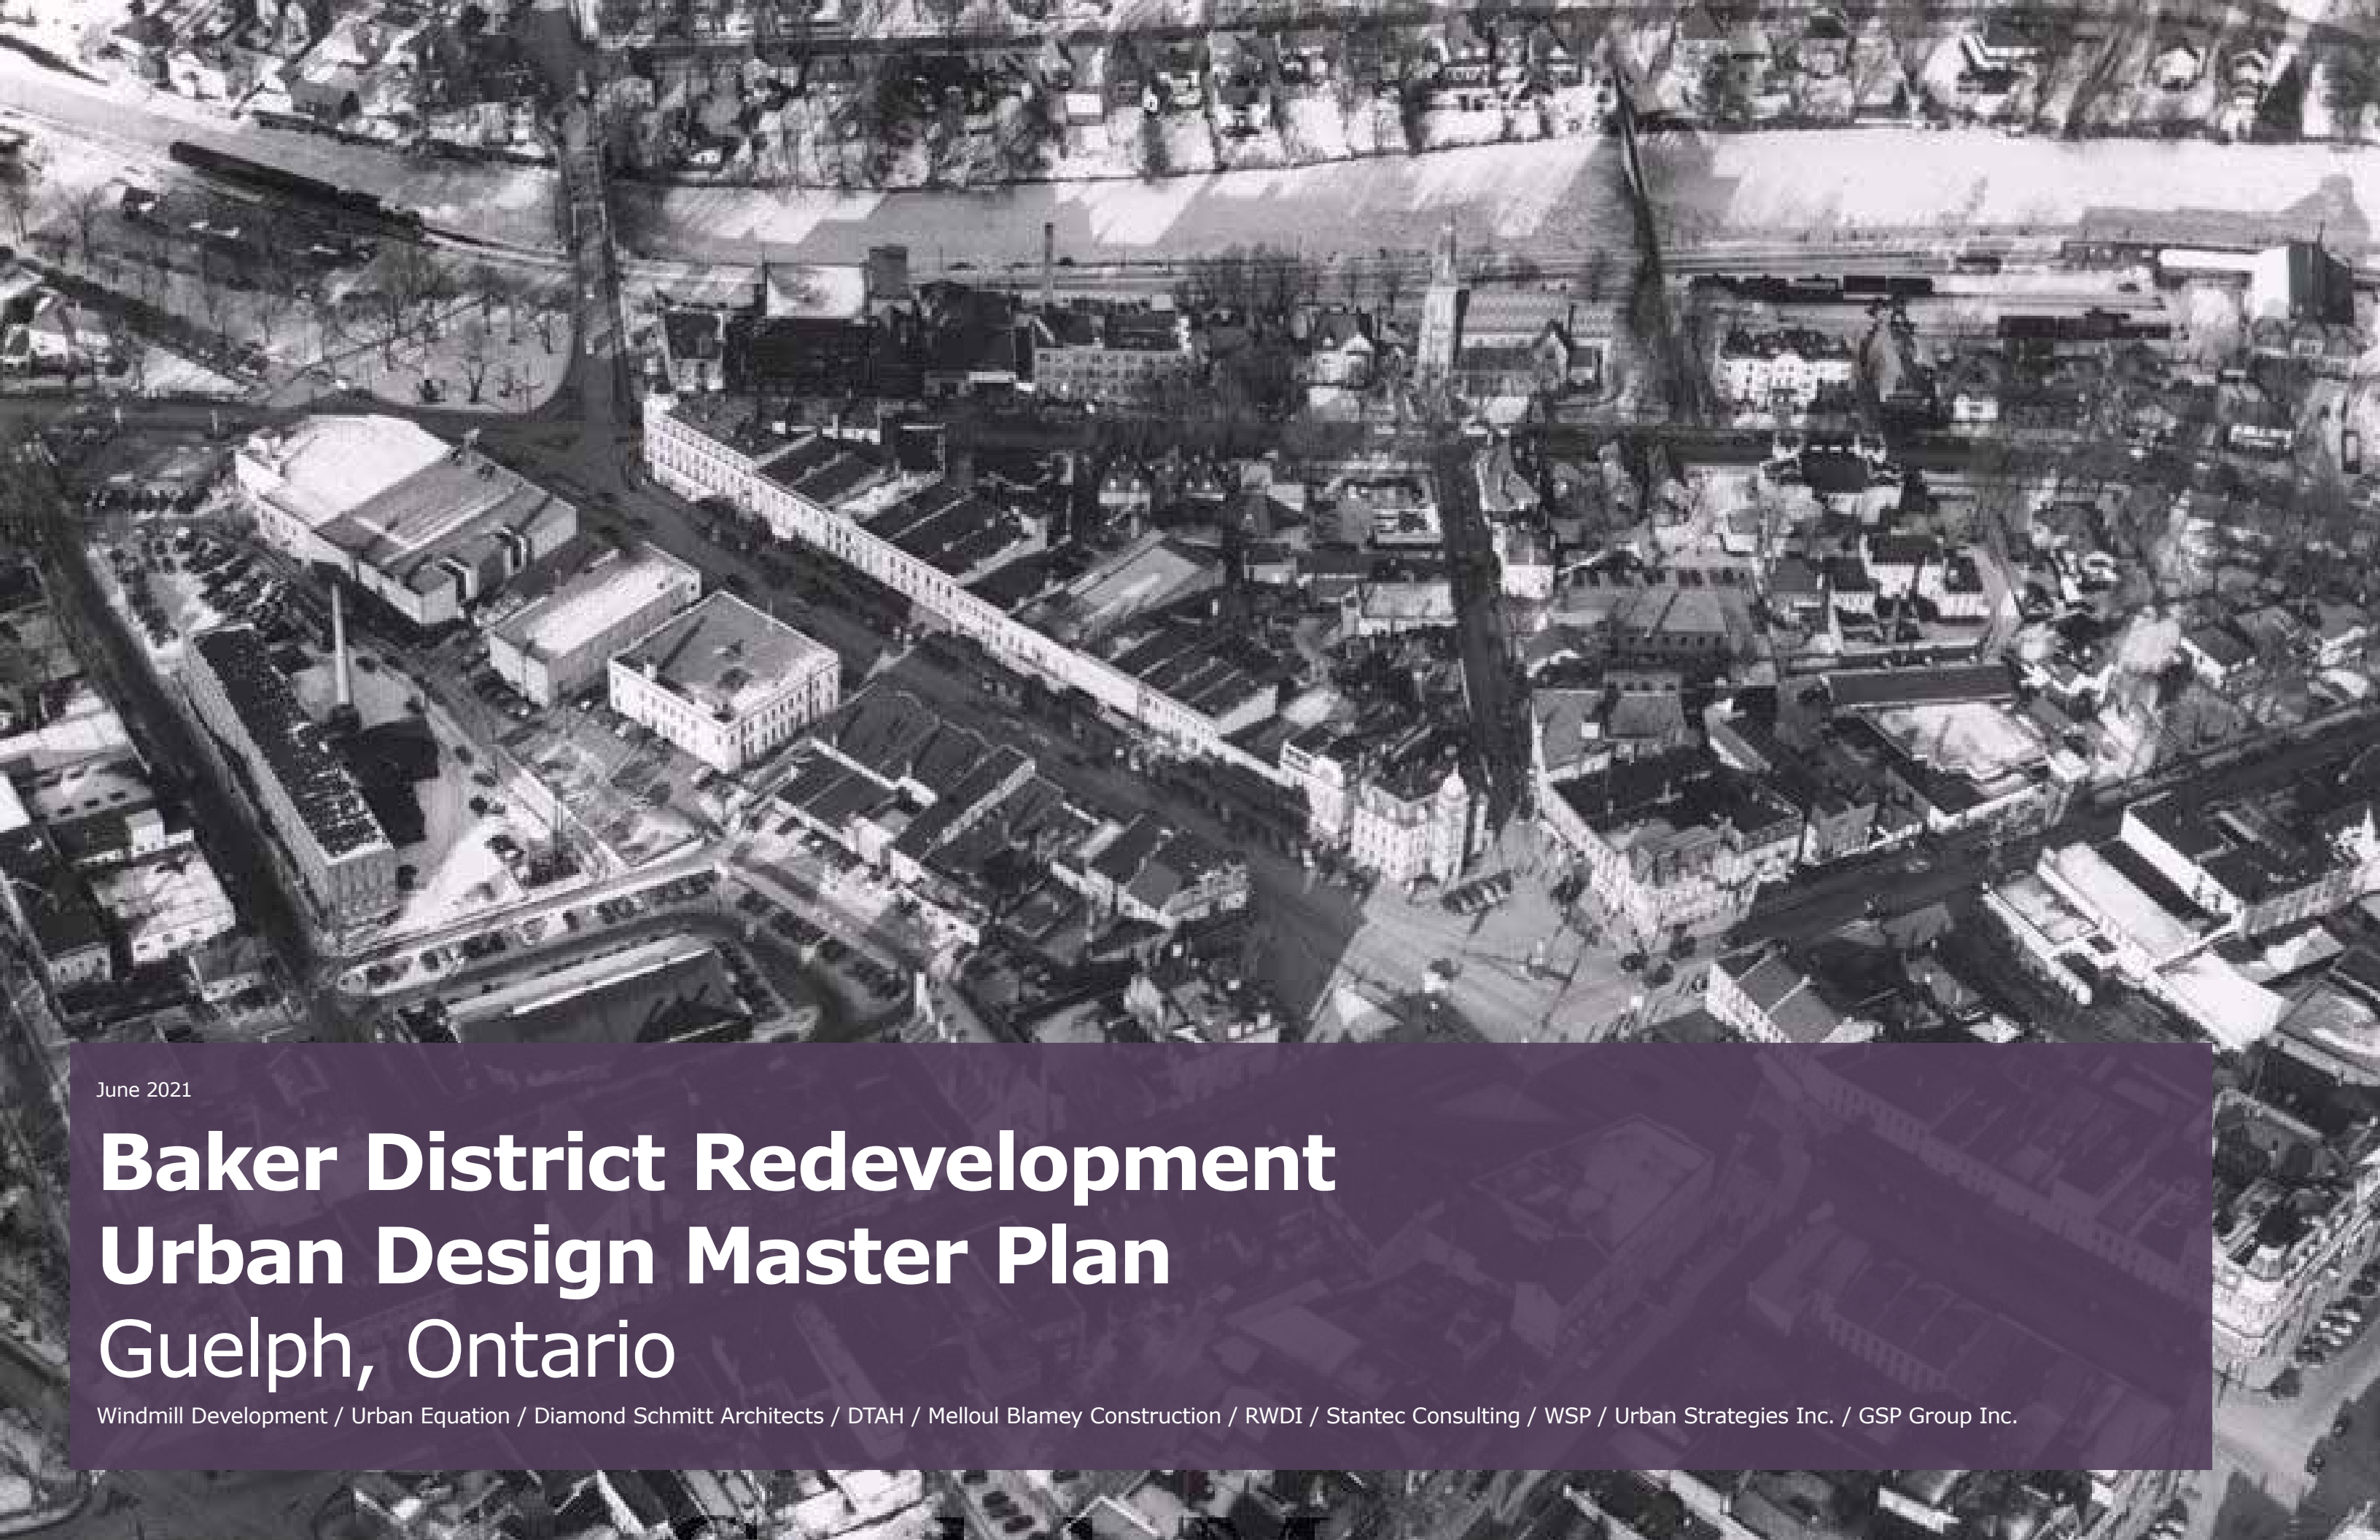 June 2021
Baker District Redevelopment
Urban Design Master Plan
Guelph, Ontario
Windmill Development / Urban Equation / Diamond Schmitt Architects / DTAH / Melloul Blamey Construction / RWDI / Stantec Consulting / WSP / Urban Strategies Inc. / GSP Group Inc.